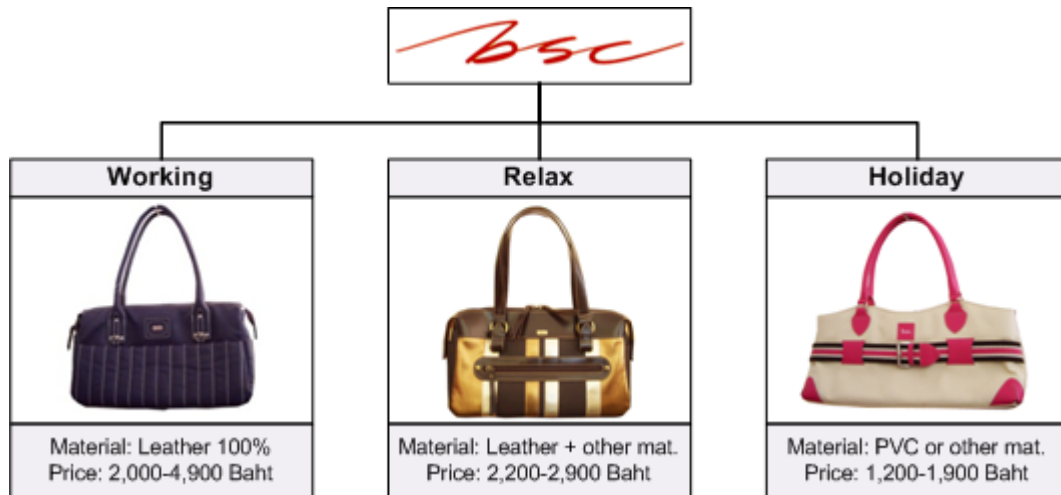 bsc
Working
Relax
Holiday
Material: Leather 100%
Price: 2,000-4,900 Baht
Material: Leather + other mat.
Price: 2,200-2,900 Baht
Material: PVC or other mat.
Price: 1,200-1,900 Baht